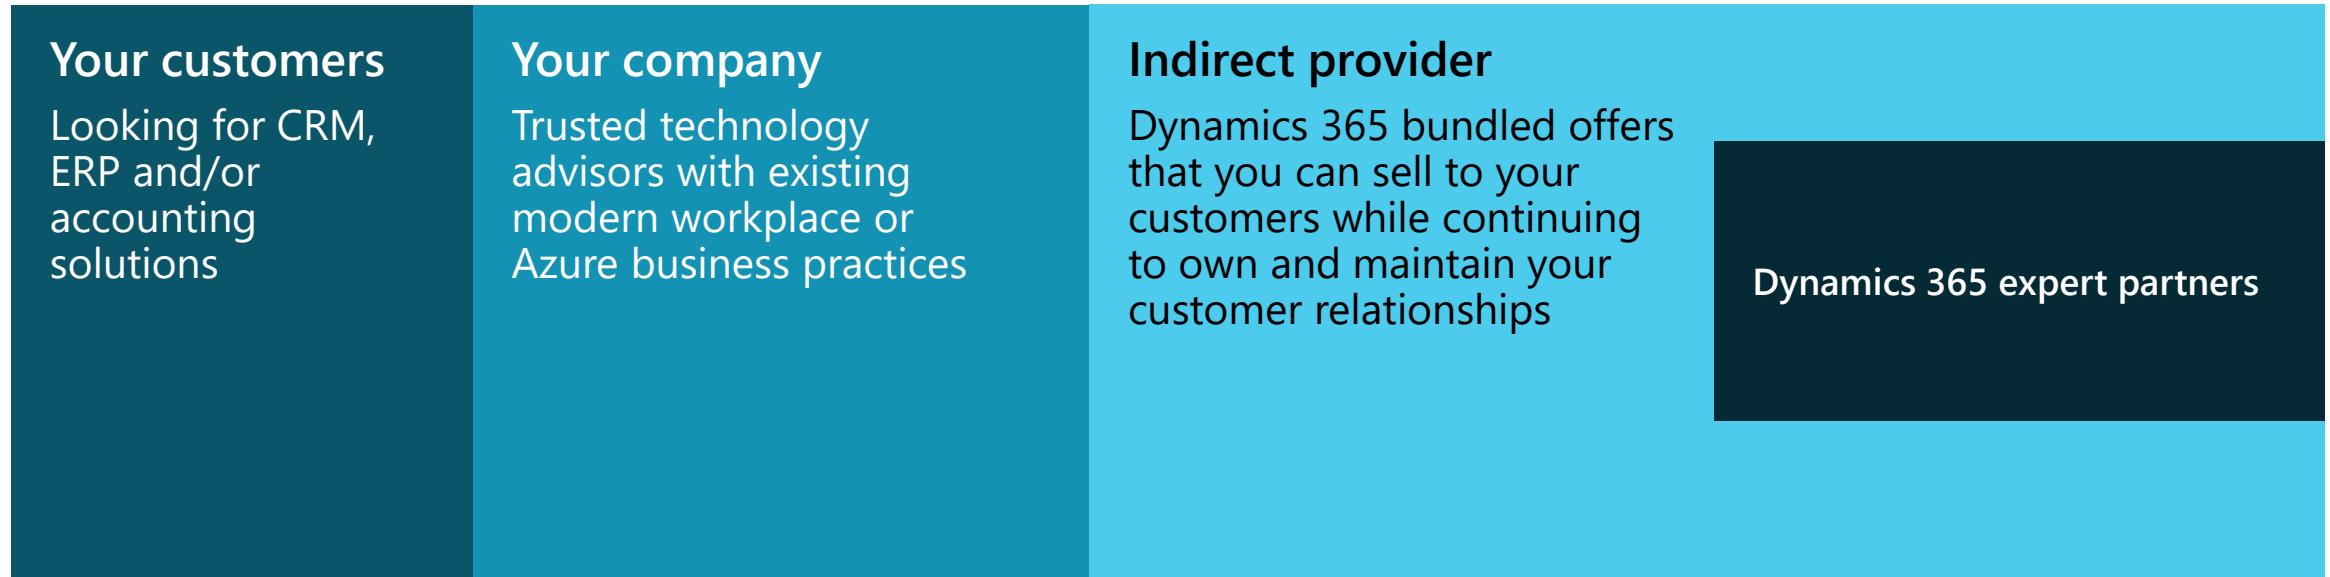 Your customers
Looking for CRM,
ERP and/or
accounting
solutions
Your company
Trusted technology
advisors with existing
modern workplace or
Azure business practices
Indirect provider
Dynamics 365 bundled offers
that you can sell to your
customers while continuing
to own and maintain your
customer relationships
Dynamics 365 expert partners